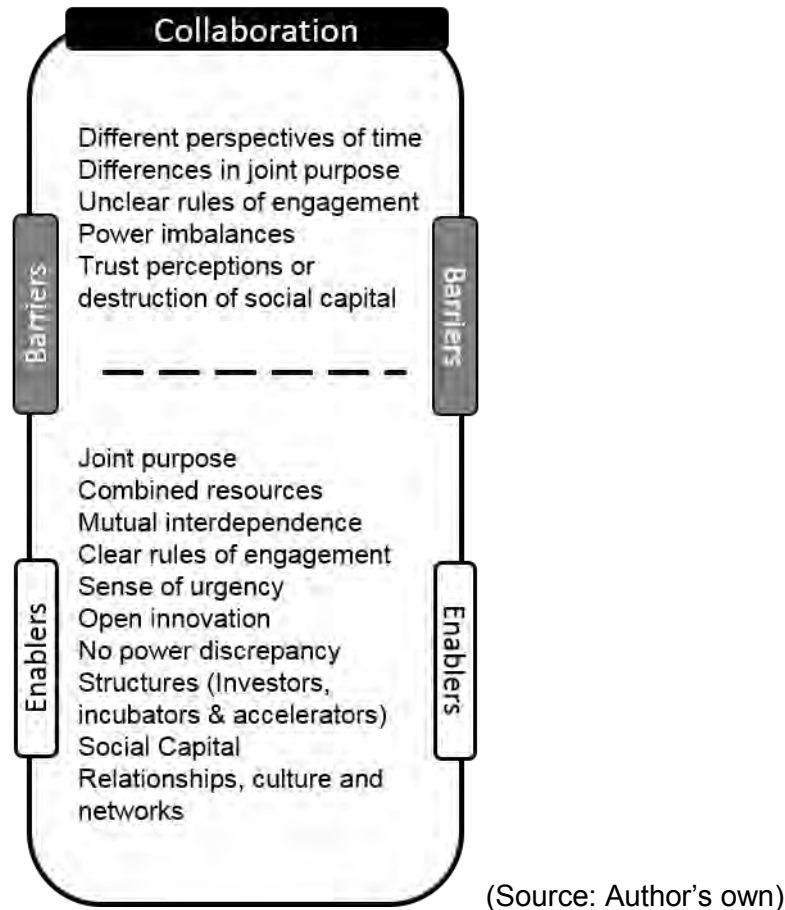 Collaboration
Different perspectives of time
Differences in joint purpose
Unclear rules of engagement
Power imbalances
Trust perceptions or
destruction of social capital
Barriers
Barriers
Joint purpose
Combined resources
Mutual interdependence
Clear rules of engagement
Sense of urgency
Open innovation
No power discrepancy
Structures (Investors,
incubators & accelerators)
Social Capital
Relationships, culture and
networks
Enablers
Enablers
(Source: Author's own)